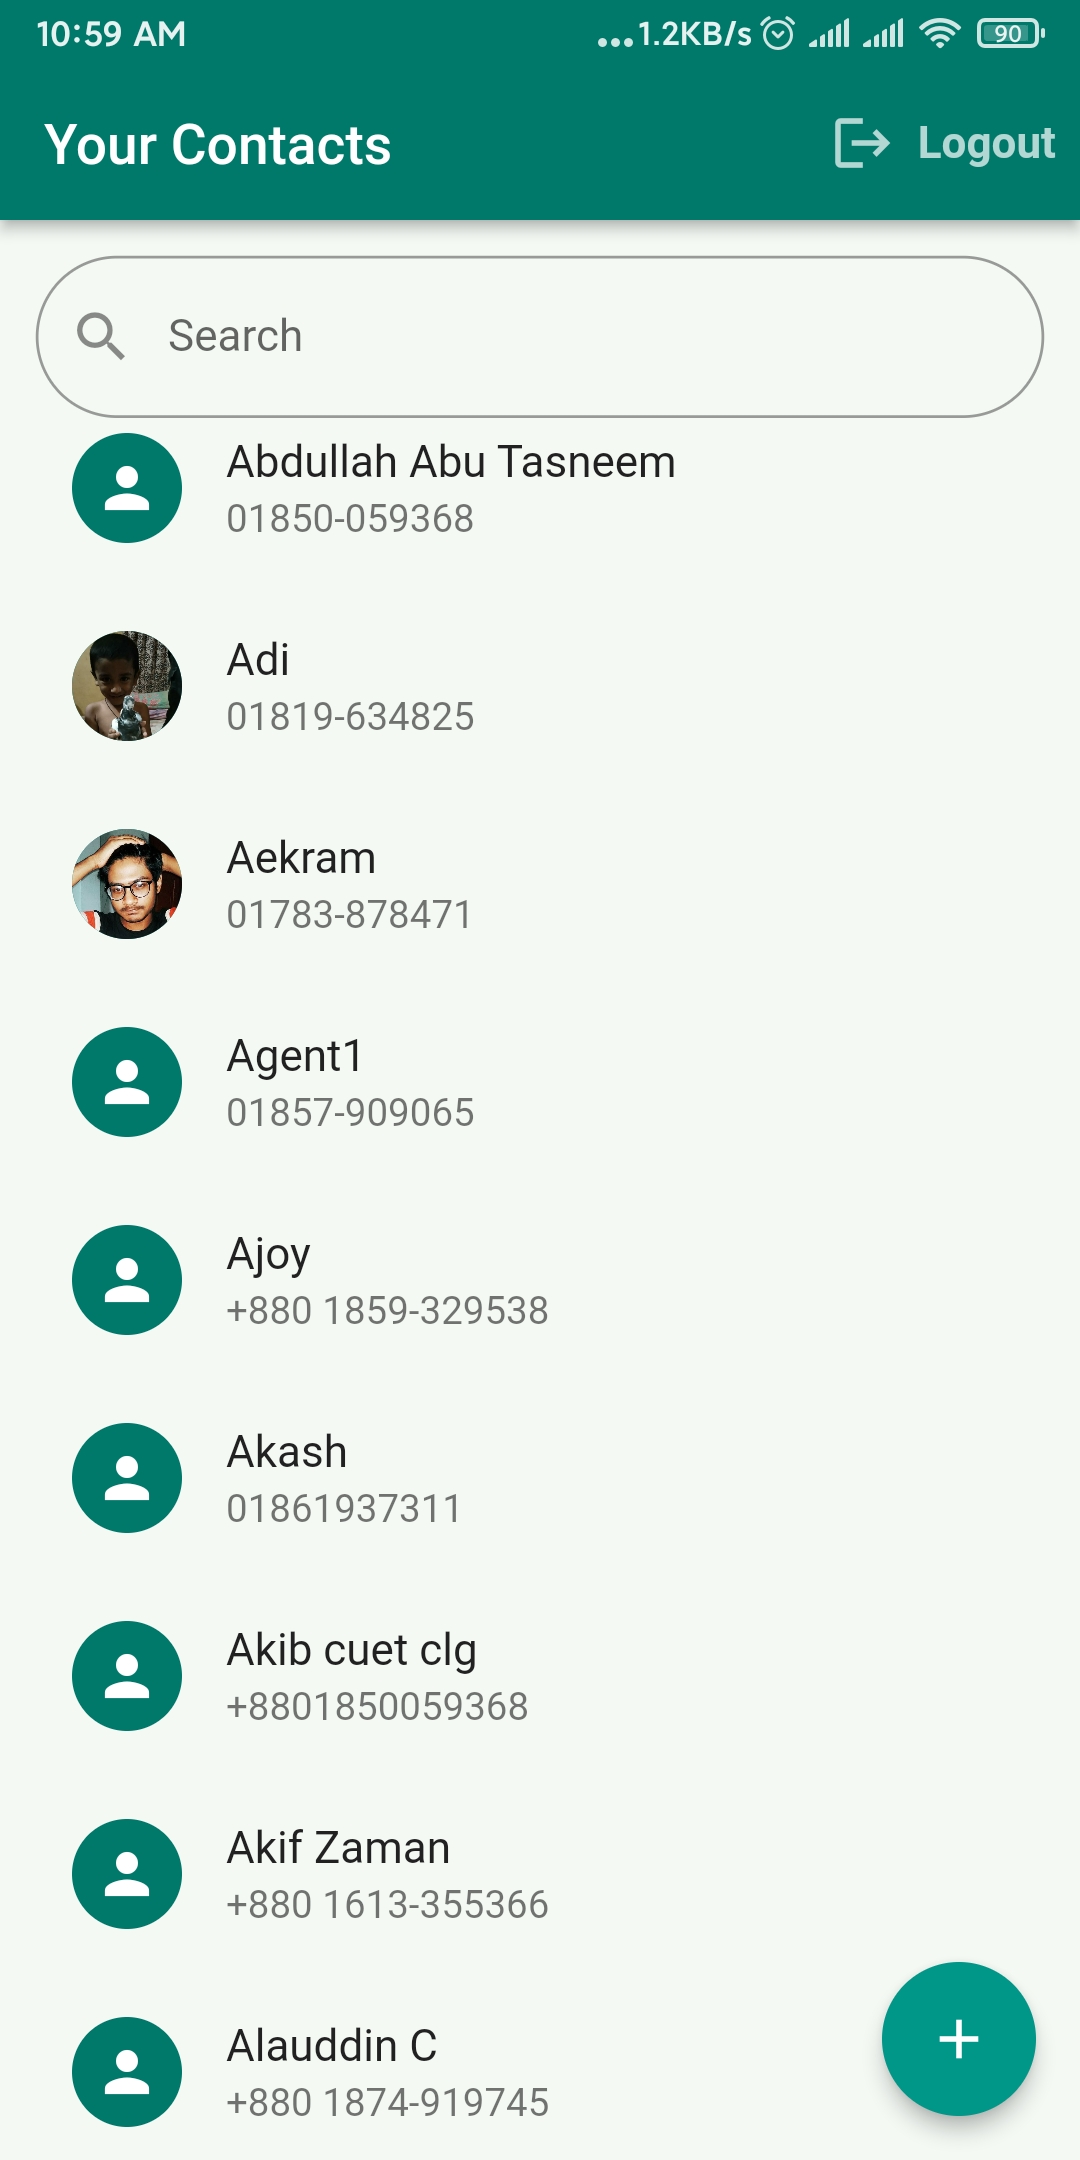 10:59 AM ...1.2KB/s 90
Your Contacts Logout
Search
Abdullah Abu Tasneem
01850-059368
Adi
01819-634825
Aekram
01783-878471
Agent1
01857-909065
Ajoy
+880 1859-329538
Akash
01861937311
Akib cuet clg
+8801850059368
Akif Zaman
+880 1613-355366
Alauddin C
+880 1874-919745